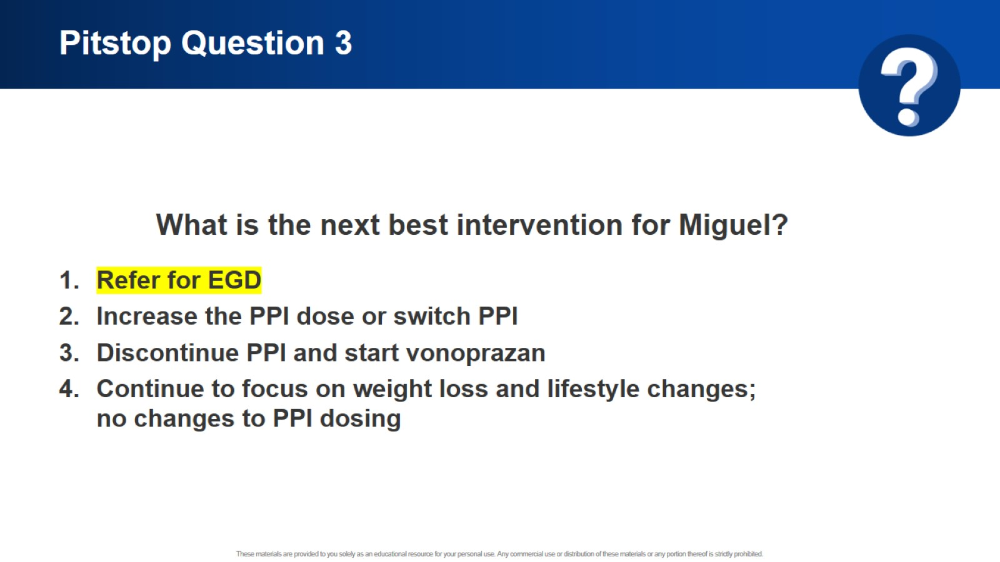 Pitstop Question 3
?
What is the next best intervention for Miguel?
1. Refer for EGD
2. Increase the PPI dose or switch PPI
3. Discontinue PPI and start vonoprazan
4. Continue to focus on weight loss and lifestyle changes;
no changes to PPI dosing
These materials are provided to you solely as an educational resource for your personal use. Any commercial use or distribution of these materials or any portion thereof is strictly prohibited.